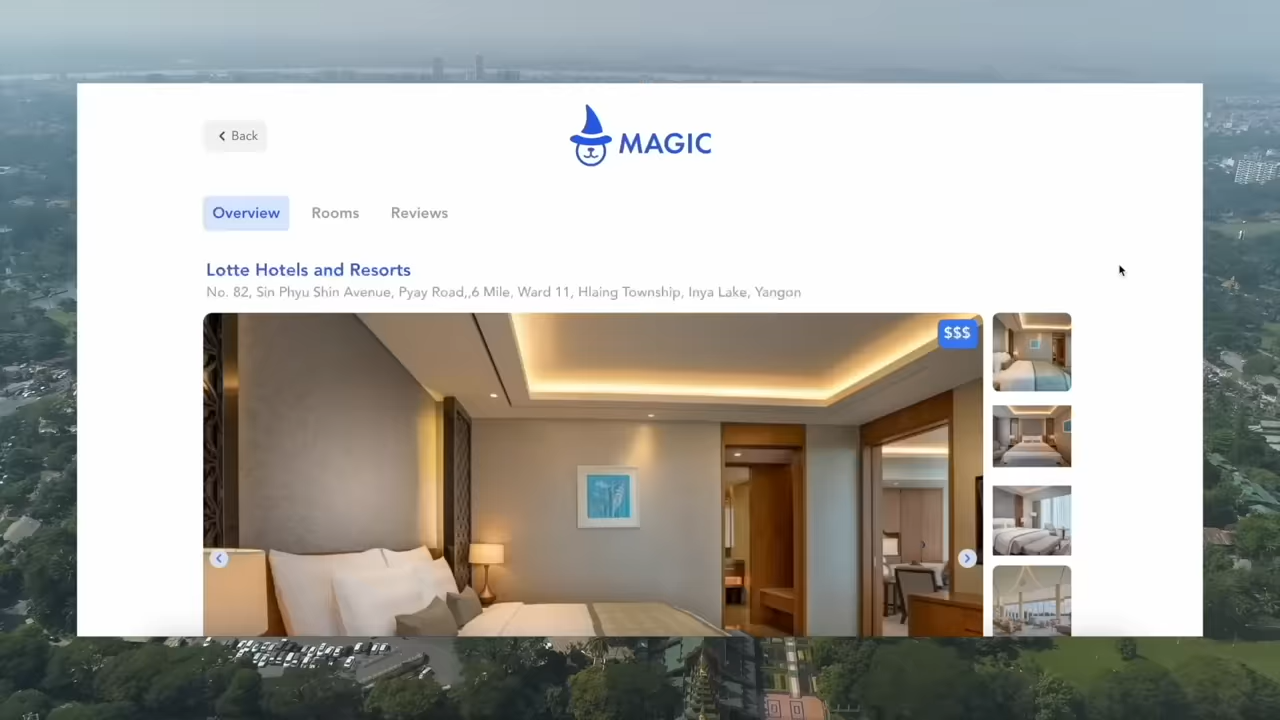 Back
MAGIC
Overview
Rooms
Reviews
Lotte Hotels and Resorts
No. 82, Sin Phyu Shin Avenue, Pyay Road,,6 Mile, Ward 11, Hlaing Township, Inya Lake, Yangon
$$$